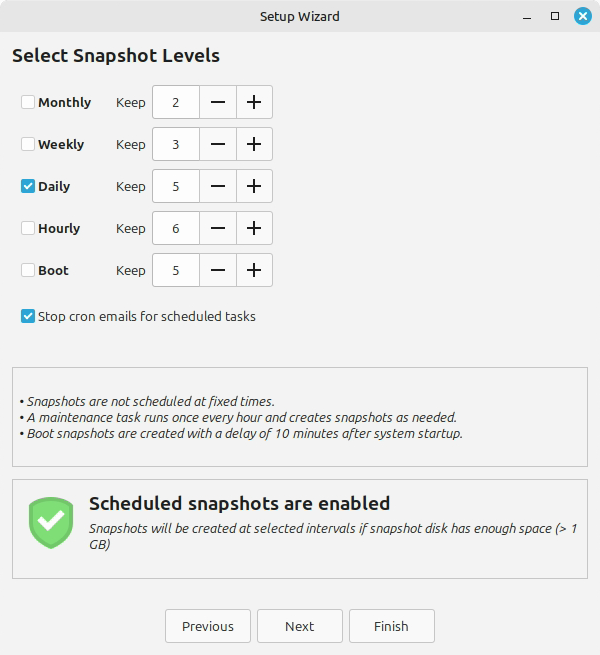 Setup Wizard
Select Snapshot Levels
Monthly Keep 2
Weekly Keep 3
Daily Keep 5
Hourly Keep 6
Boot Keep 5
Stop cron emails for scheduled tasks
• Snapshots are not scheduled at fixed times.
• A maintenance task runs once every hour and creates snapshots as needed.
• Boot snapshots are created with a delay of 10 minutes after system startup.
Scheduled snapshots are enabled
Snapshots will be created at selected intervals if snapshot disk has enough space (> 1
GB)
Previous Next Finish